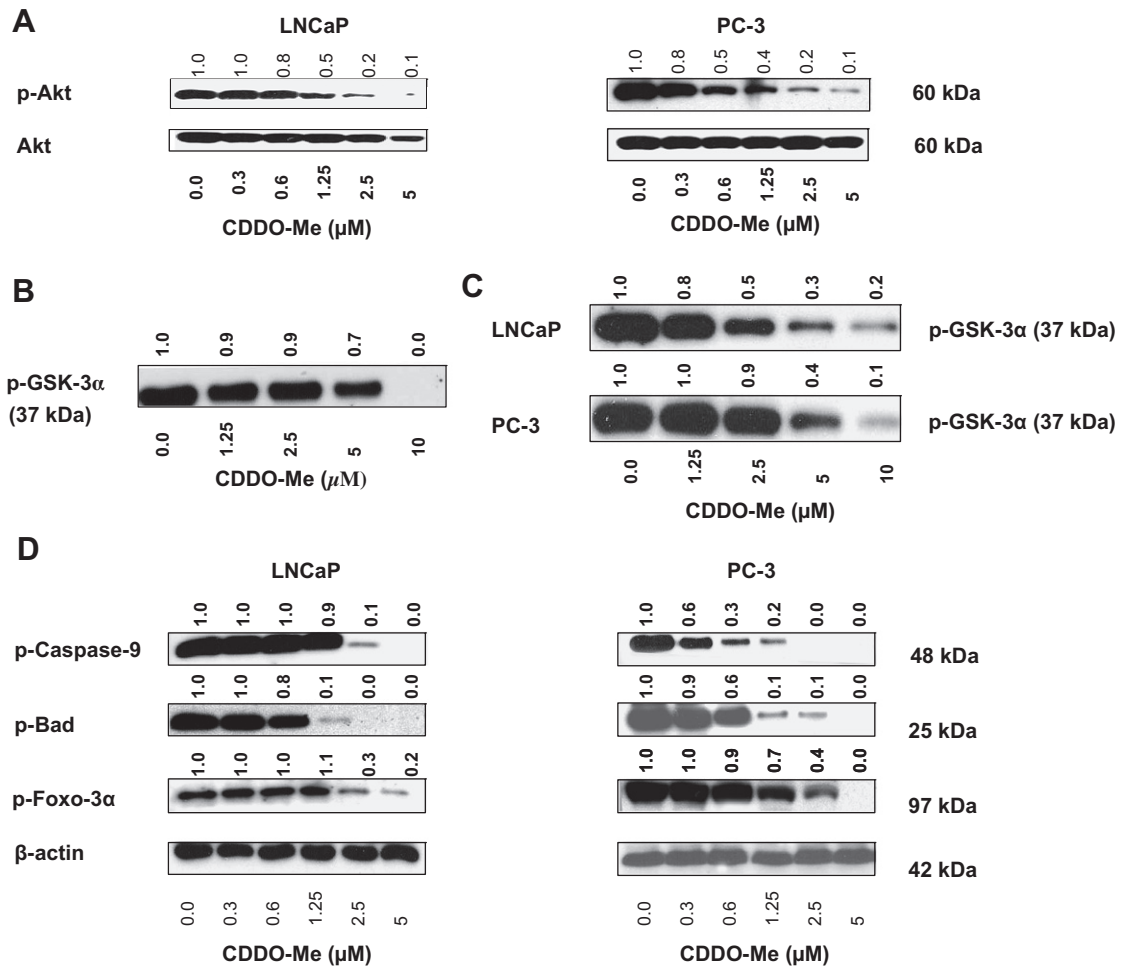 A
LNCaP
PC-3
1.0 1.0 0.8 0.5 0.2 0.1
1.0 0.8 0.5 0.4 0.2 0.1
p-Akt
60 kDa
Akt
60 kDa
0.0 0.3 0.6 1.25 2.5 5
0.0 0.3 0.6 1.25 2.5 5
CDDO-Me (µM)
CDDO-Me (µM)
B
1.0 0.9 0.9 0.7 0.0
p-GSK-3α
(37 kDa)
0.0 1.25 2.5 5 10
CDDO-Me (µM)
C
1.0 0.8 0.5 0.3 0.2
LNCaP
p-GSK-3α (37 kDa)
1.0 1.0 0.9 0.4 0.1
PC-3
p-GSK-3α (37 kDa)
0.0 1.25 2.5 5 10
CDDO-Me (µM)
D
LNCaP
PC-3
1.0 1.0 1.0 0.9 0.1 0.0
1.0 0.6 0.3 0.2 0.0 0.0
p-Caspase-9
48 kDa
1.0 1.0 0.8 0.1 0.0 0.0
1.0 0.9 0.6 0.1 0.1 0.0
p-Bad
25 kDa
1.0 1.0 1.0 1.1 0.3 0.2
1.0 1.0 0.9 0.7 0.4 0.0
p-Foxo-3α
97 kDa
β-actin
42 kDa
0.0 0.3 0.6 1.25 2.5 5
0.0 0.3 0.6 1.25 2.5 5
CDDO-Me (µM)
CDDO-Me (µM)